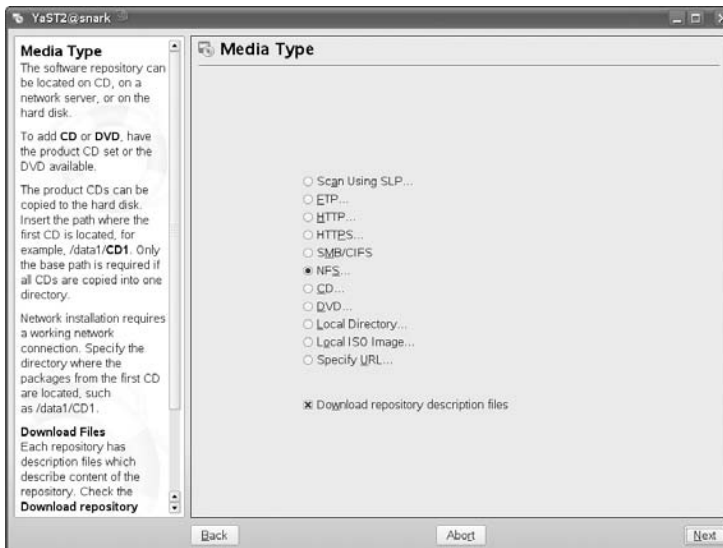 YaST2@snark
Media Type
The software repository can
be located on CD, on a
network server, or on the
hard disk.
To add CD or DVD, have
the product CD set or the
DVD available.
The product CDs can be
copied to the hard disk.
Insert the path where the
first CD is located, for
example, /data1/CD1. Only
the base path is required if
all CDs are copied into one
directory.
Network installation requires
a working network
connection. Specify the
directory where the
packages from the first CD
are located, such
as /data1/CD1.
Download Files
Each repository has
description files which
describe content of the
repository. Check the
Download repository
Media Type
Scan Using SLP...
FTP...
HTTP...
HTTPS...
SMB/CIFS
NFS...
CD...
DVD...
Local Directory...
Local ISO Image...
Specify URL...
Download repository description files
Back
Abort
Next